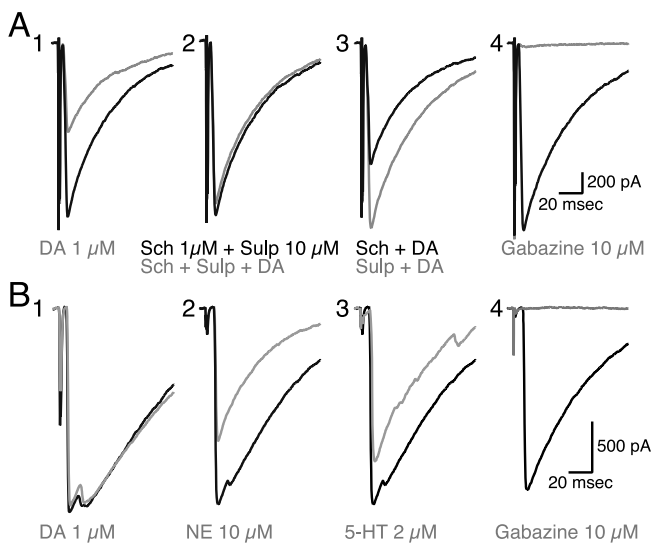 A
1
2
3
4
200 pA
20 msec
DA 1 µM
Sch 1µM + Sulp 10 µM
Sch + Sulp + DA
Sch + DA
Sulp + DA
Gabazine 10 µM
B
1
2
3
4
500 pA
20 msec
DA 1 µM
NE 10 µM
5-HT 2 µM
Gabazine 10 µM